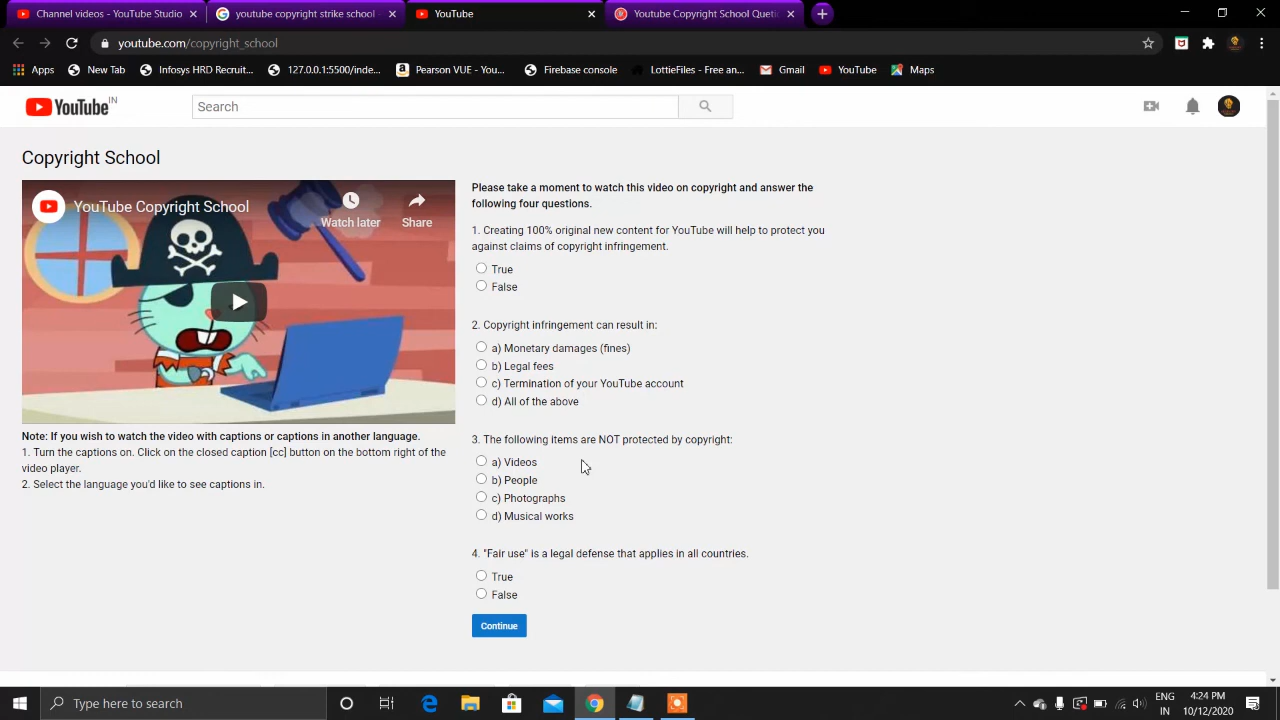 Channel videos - YouTube Studio
youtube copyright strike school
YouTube
Youtube Copyright School Queti
youtube.com/copyright_school
Apps
New Tab
Infosys HRD Recruit...
127.0.0.1:5500/inde...
Pearson VUE - You...
Firebase console
LottieFiles - Free an...
Gmail
YouTube
Maps
YouTube IN
Search
Copyright School
YouTube Copyright School
Watch later
Share
Note: If you wish to watch the video with captions or captions in another language.
1. Turn the captions on. Click on the closed caption [cc] button on the bottom right of the
video player.
2. Select the language you'd like to see captions in.
Please take a moment to watch this video on copyright and answer the
following four questions.
1. Creating 100% original new content for YouTube will help to protect you
against claims of copyright infringement.
True
False
2. Copyright infringement can result in:
a) Monetary damages (fines)
b) Legal fees
c) Termination of your YouTube account
d) All of the above
3. The following items are NOT protected by copyright:
a) Videos
b) People
c) Photographs
d) Musical works
4. "Fair use" is a legal defense that applies in all countries.
True
False
Continue
Type here to search
ENG
IN
4:24 PM
10/12/2020